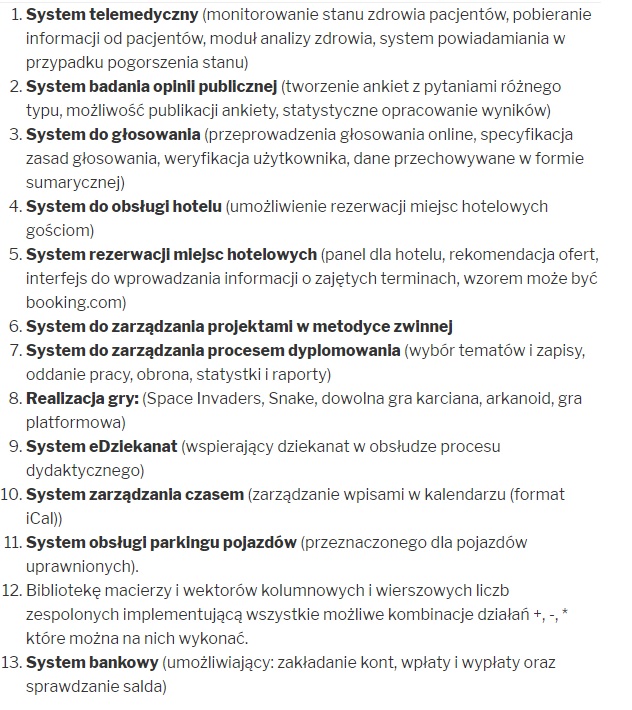 1. System telemedyczny (monitorowanie stanu zdrowia pacjentów, pobieranie
informacji od pacjentów, moduł analizy zdrowia, system powiadamiania w
przypadku pogorszenia stanu)
2. System badania opinii publicznej (tworzenie ankiet z pytaniami różnego
typu, możliwość publikacji ankiety, statystyczne opracowanie wyników)
3. System do głosowania (przeprowadzenia głosowania online, specyfikacja
zasad głosowania, weryfikacja użytkownika, dane przechowywane w formie
sumarycznej)
4. System do obsługi hotelu (umożliwienie rezerwacji miejsc hotelowych
gościom)
5. System rezerwacji miejsc hotelowych (panel dla hotelu, rekomendacja ofert,
interfejs do wprowadzania informacji o zajętych terminach, wzorem może być
booking.com)
6. System do zarządzania projektami w metodyce zwinnej
7. System do zarządzania procesem dyplomowania (wybór tematów i zapisy,
oddanie pracy, obrona, statystki i raporty)
8. Realizacja gry: (Space Invaders, Snake, dowolna gra karciana, arkanoid, gra
platformowa)
9. System eDziekanat (wspierający dziekanat w obsłudze procesu
dydaktycznego)
10. System zarządzania czasem (zarządzanie wpisami w kalendarzu (format
iCal))
11. System obsługi parkingu pojazdów (przeznaczonego dla pojazdów
uprawnionych).
12. Bibliotekę macierzy i wektorów kolumnowych i wierszowych liczb
zespolonych implementującą wszystkie możliwe kombinacje działań +, -, *
które można na nich wykonać.
13. System bankowy (umożliwiający: zakładanie kont, wpłaty i wypłaty oraz
sprawdzanie salda)